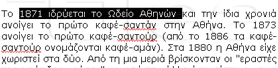 Το 1871 ιδρύεται το Ωδείο Αθηνών και την ίδια χρονιά
ανοίγει το πρώτο καφέ-σαντάν στην Αθήνα. Το 1873
ανοίγει το πρώτο καφέ-σαντούρ (από το 1886 τα καφέ-
σαντούρ ονομάζονται καφέ-αμάν). Στα 1880 η Αθήνα είχε
χωριστεί στα δύο. Από τη μια μεριά βρίσκονταν οι "εραστές